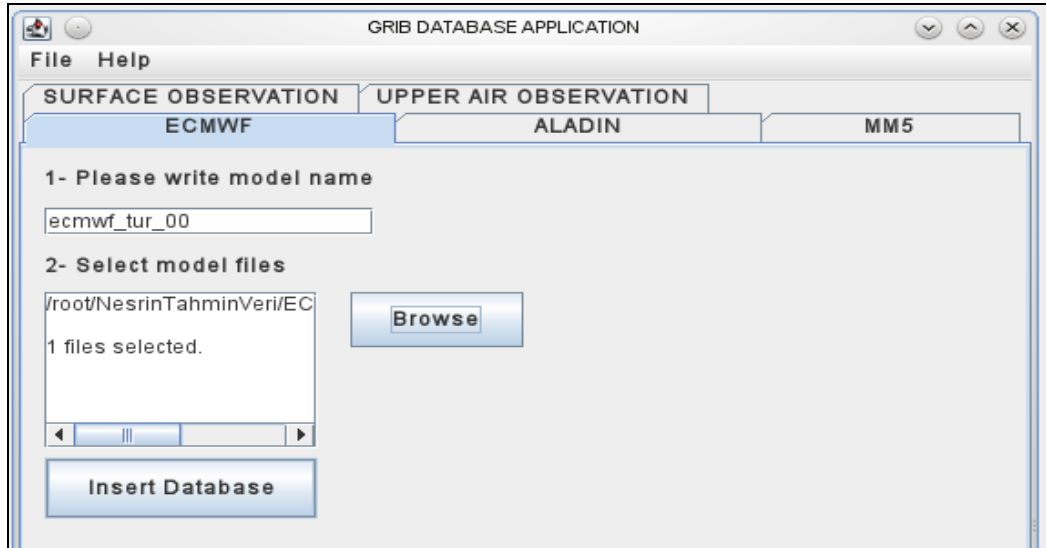 GRIB DATABASE APPLICATION
File Help
SURFACE OBSERVATION UPPER AIR OBSERVATION
ECMWF ALADIN MM5
1- Please write model name
ecmwf_tur_00
2- Select model files
/root/NesrinTahminVeri/EC
Browse
1 files selected.
Insert Database